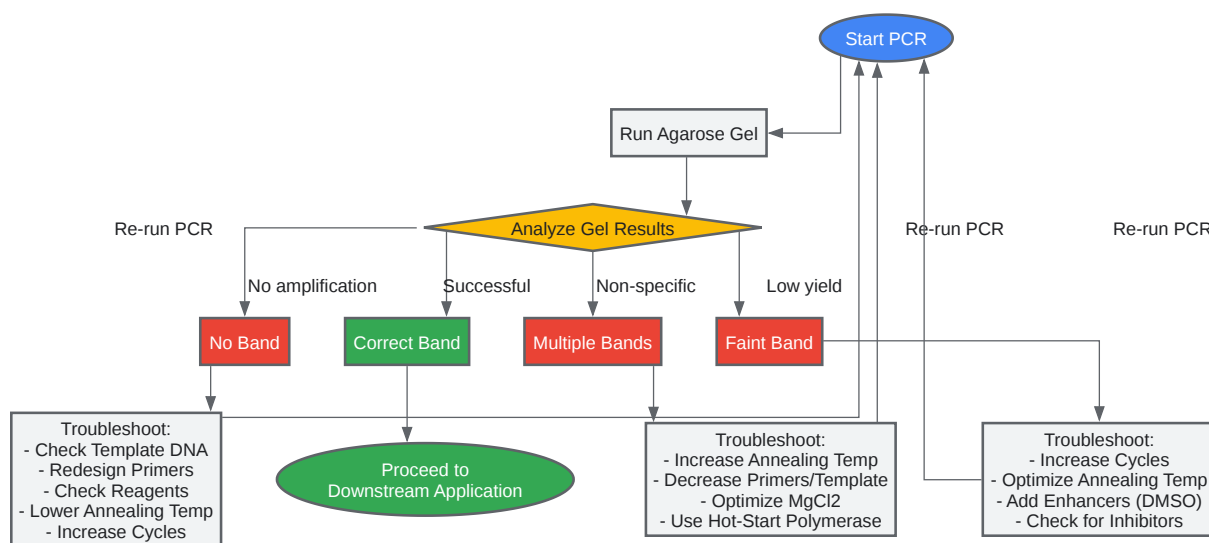 Start PCR
Run Agarose Gel
Re-run PCR
Analyze Gel Results
Re-run PCR
Re-run PCR
No amplification
Successful
Non-specific
Low yield
No Band
Correct Band
Multiple Bands
Faint Band
Troubleshoot:
- Check Template DNA
- Redesign Primers
- Check Reagents
- Lower Annealing Temp
- Increase Cycles
Proceed to
Downstream Application
Troubleshoot:
- Increase Annealing Temp
- Decrease Primers/Template
- Optimize MgCl2
- Use Hot-Start Polymerase
Troubleshoot:
- Increase Cycles
- Optimize Annealing Temp
- Add Enhancers (DMSO)
- Check for Inhibitors